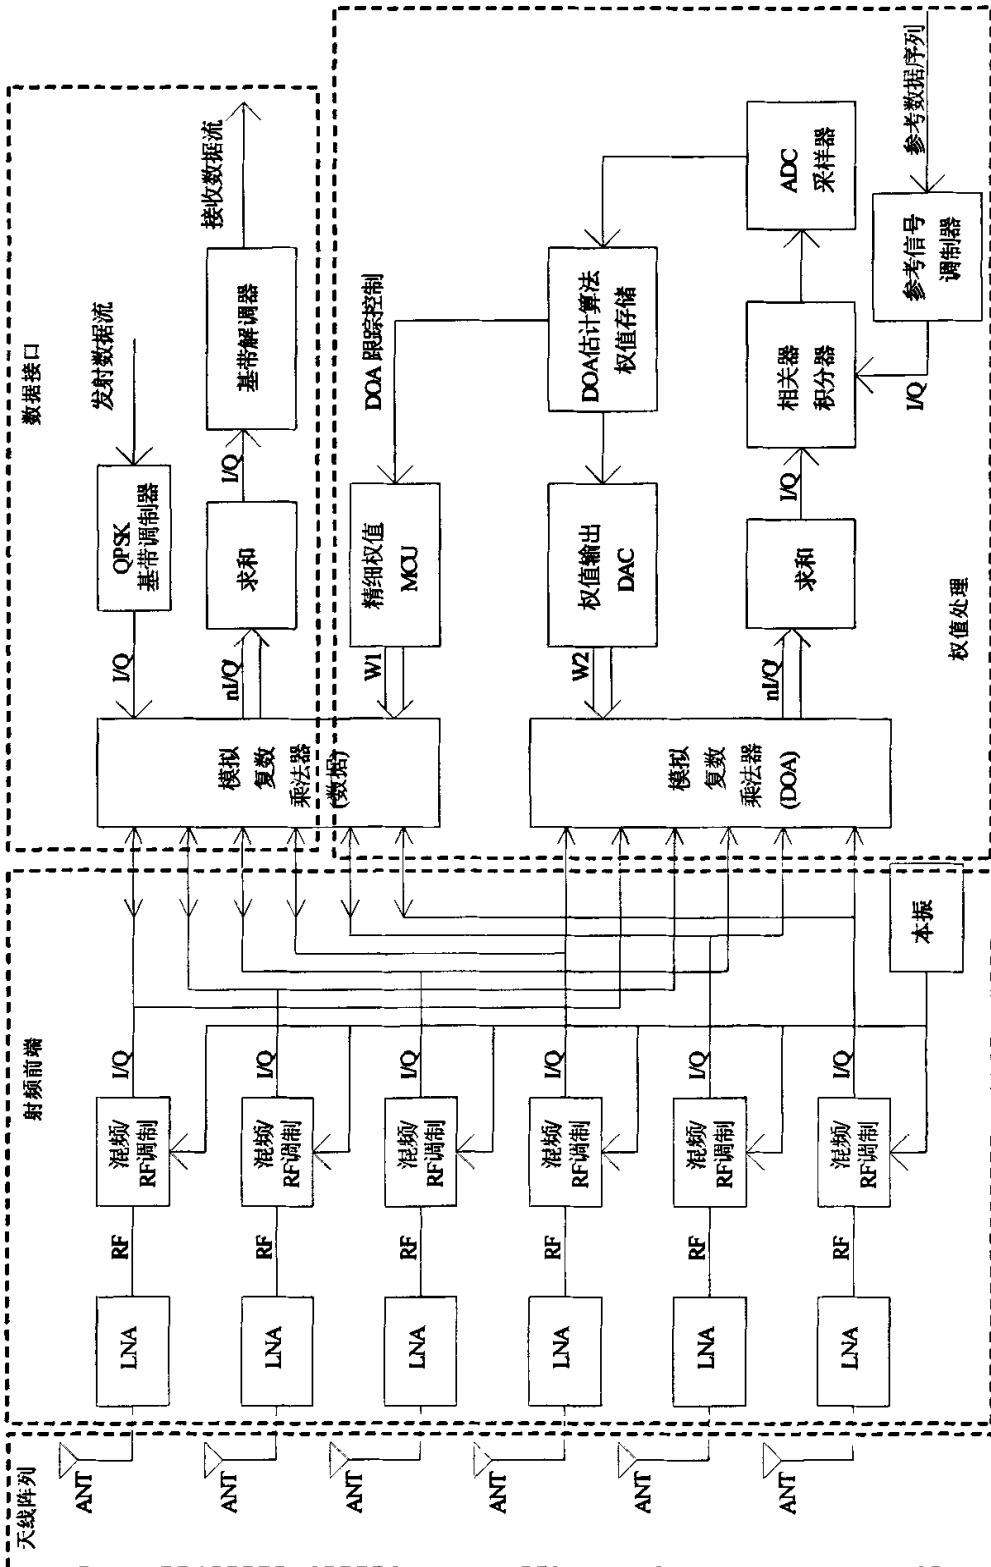 天线阵列
ANT
ANT
ANT
ANT
ANT
ANT
射频前端
LNA
LNA
LNA
LNA
LNA
LNA
RF
RF
RF
RF
RF
RF
混频/
RF调制
混频/
RF调制
混频/
RF调制
混频/
RF调制
混频/
RF调制
混频/
RF调制
I/Q
I/Q
I/Q
I/Q
I/Q
I/Q
本振
数据接口
模拟
复数
乘法器
(数据)
I/Q
QPSK
基带调制器
发射数据流
nI/Q
求和
I/Q
基带解调器
接收数据流
W1
精细权值
MCU
DOA 跟踪控制
模拟
复数
乘法器
(DOA)
W2
权值输出
DAC
DOA估计算法
权值存储
nI/Q
求和
I/Q
相关器
积分器
ADC
采样器
I/Q
参考信号
调制器
参考数据序列
权值处理